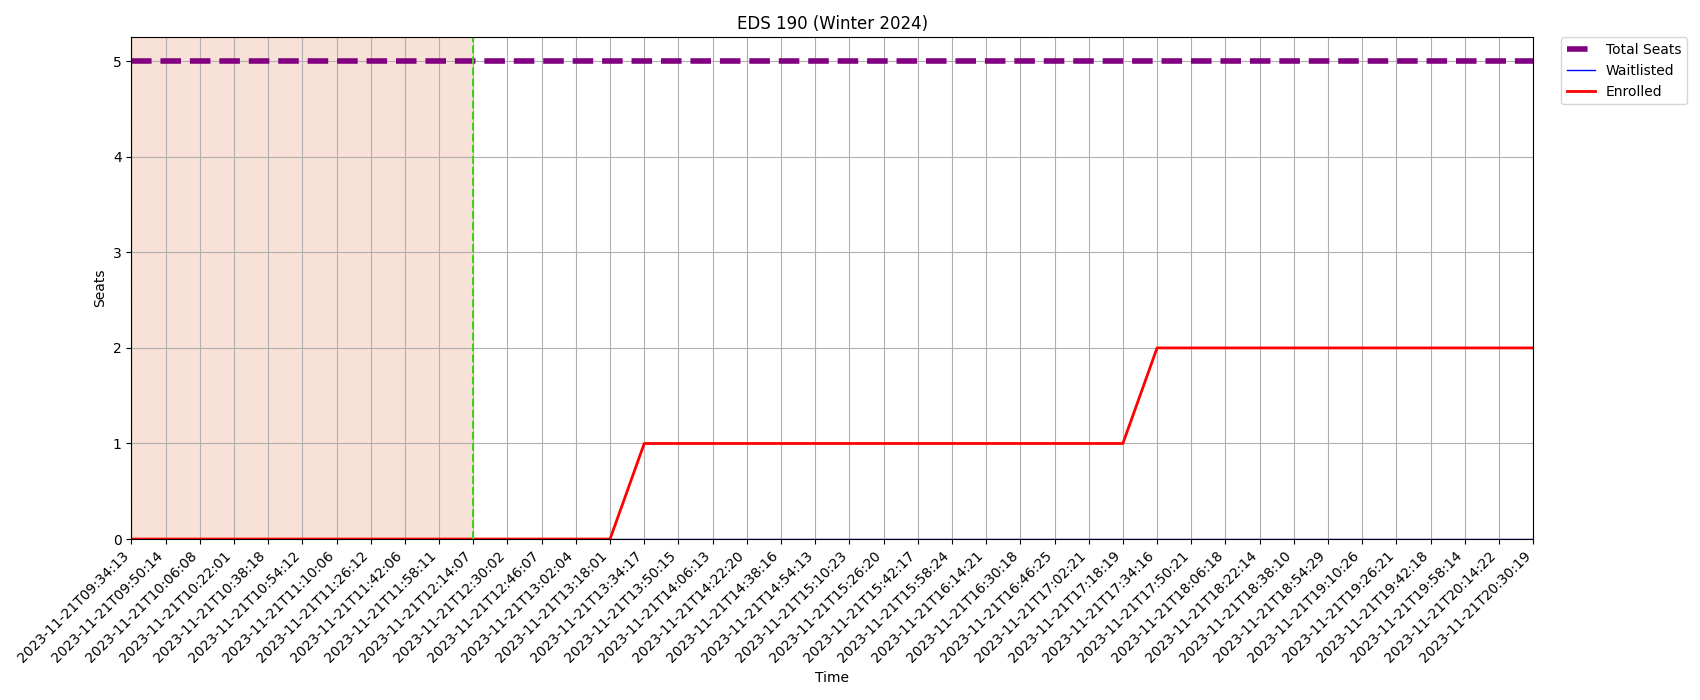 EDS 190 (Winter 2024)
Total Seats
Waitlisted
Enrolled
Seats
5
4
3
2
1
0
2023-11-21T09:34:13
2023-11-21T09:50:14
2023-11-21T10:06:08
2023-11-21T10:22:01
2023-11-21T10:38:18
2023-11-21T10:54:12
2023-11-21T11:10:06
2023-11-21T11:26:12
2023-11-21T11:42:06
2023-11-21T11:58:11
2023-11-21T12:14:07
2023-11-21T12:30:02
2023-11-21T12:46:07
2023-11-21T13:02:04
2023-11-21T13:18:01
2023-11-21T13:34:17
2023-11-21T13:50:15
2023-11-21T14:06:13
2023-11-21T14:22:20
2023-11-21T14:38:16
2023-11-21T14:54:13
2023-11-21T15:10:23
2023-11-21T15:26:20
2023-11-21T15:42:17
2023-11-21T15:58:24
2023-11-21T16:14:21
2023-11-21T16:30:18
2023-11-21T16:46:25
2023-11-21T17:02:21
2023-11-21T17:18:19
2023-11-21T17:34:16
2023-11-21T17:50:21
2023-11-21T18:06:18
2023-11-21T18:22:14
2023-11-21T18:38:10
2023-11-21T18:54:29
2023-11-21T19:10:26
2023-11-21T19:26:21
2023-11-21T19:42:18
2023-11-21T19:58:14
2023-11-21T20:14:22
2023-11-21T20:30:19
Time